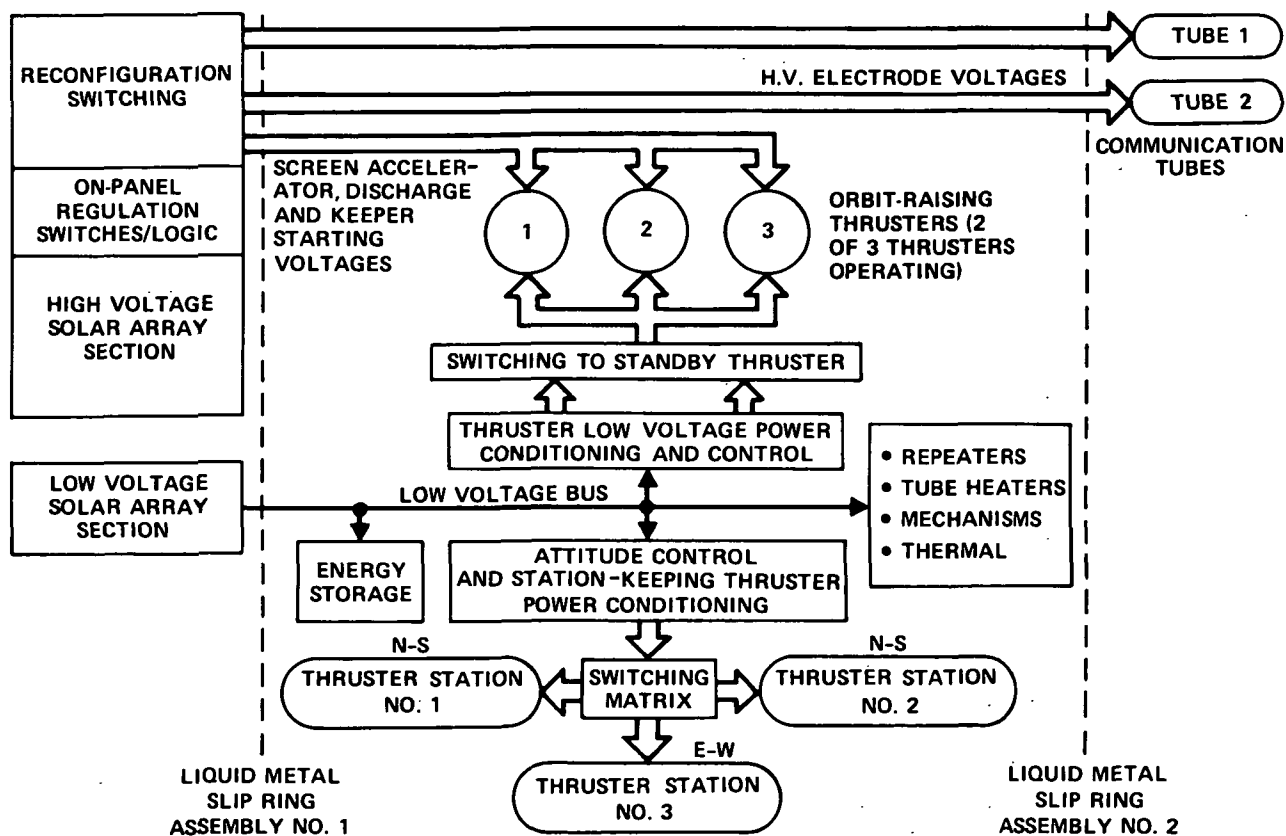 RECONFIGURATION
SWITCHING
ON-PANEL
REGULATION
SWITCHES/LOGIC
HIGH VOLTAGE
SOLAR ARRAY
SECTION
LOW VOLTAGE
SOLAR ARRAY
SECTION
TUBE 1
H.V. ELECTRODE VOLTAGES
TUBE 2
COMMUNICATION
TUBES
SCREEN ACCELER-
ATOR, DISCHARGE
AND KEEPER
STARTING
VOLTAGES
1
2
3
ORBIT-RAISING
THRUSTERS (2
OF 3 THRUSTERS
OPERATING)
SWITCHING TO STANDBY THRUSTER
THRUSTER LOW VOLTAGE POWER
CONDITIONING AND CONTROL
LOW VOLTAGE BUS
• REPEATERS
• TUBE HEATERS
• MECHANISMS
• THERMAL
ENERGY
STORAGE
ATTITUDE CONTROL
AND STATION-KEEPING THRUSTER
POWER CONDITIONING
N-S
THRUSTER STATION
NO. 1
SWITCHING
MATRIX
N-S
THRUSTER STATION
NO. 2
E-W
THRUSTER STATION
NO. 3
LIQUID METAL
SLIP RING
ASSEMBLY NO. 1
LIQUID METAL
SLIP RING
ASSEMBLY NO. 2